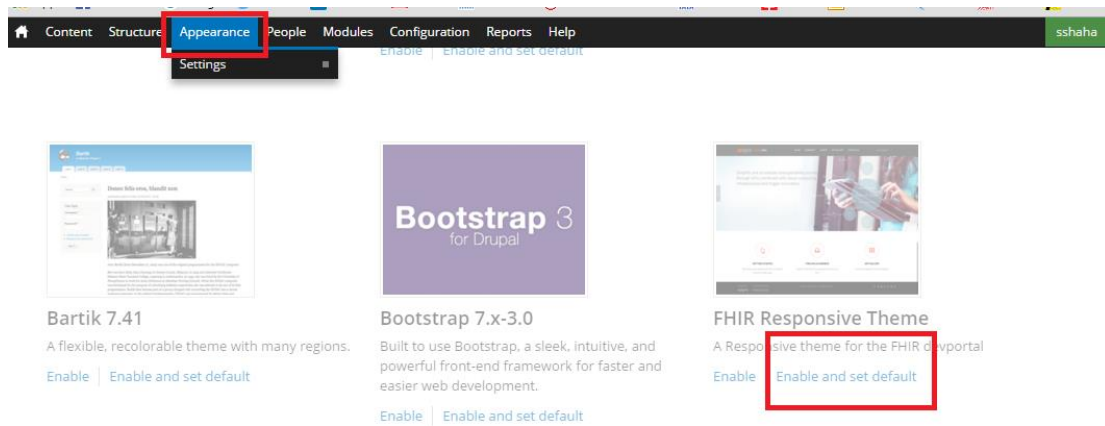 Content Structure Appearance People Modules Configuration Reports Help sshaha
Enable Enable and set default
Settings
Bootstrap 3
for Drupal
Bartik 7.41
A flexible, recolorable theme with many regions.
Enable Enable and set default
Bootstrap 7.x-3.0
Built to use Bootstrap, a sleek, intuitive, and
powerful front-end framework for faster and
easier web development.
Enable Enable and set default
FHIR Responsive Theme
A Responsive theme for the FHIR devportal
Enable Enable and set default